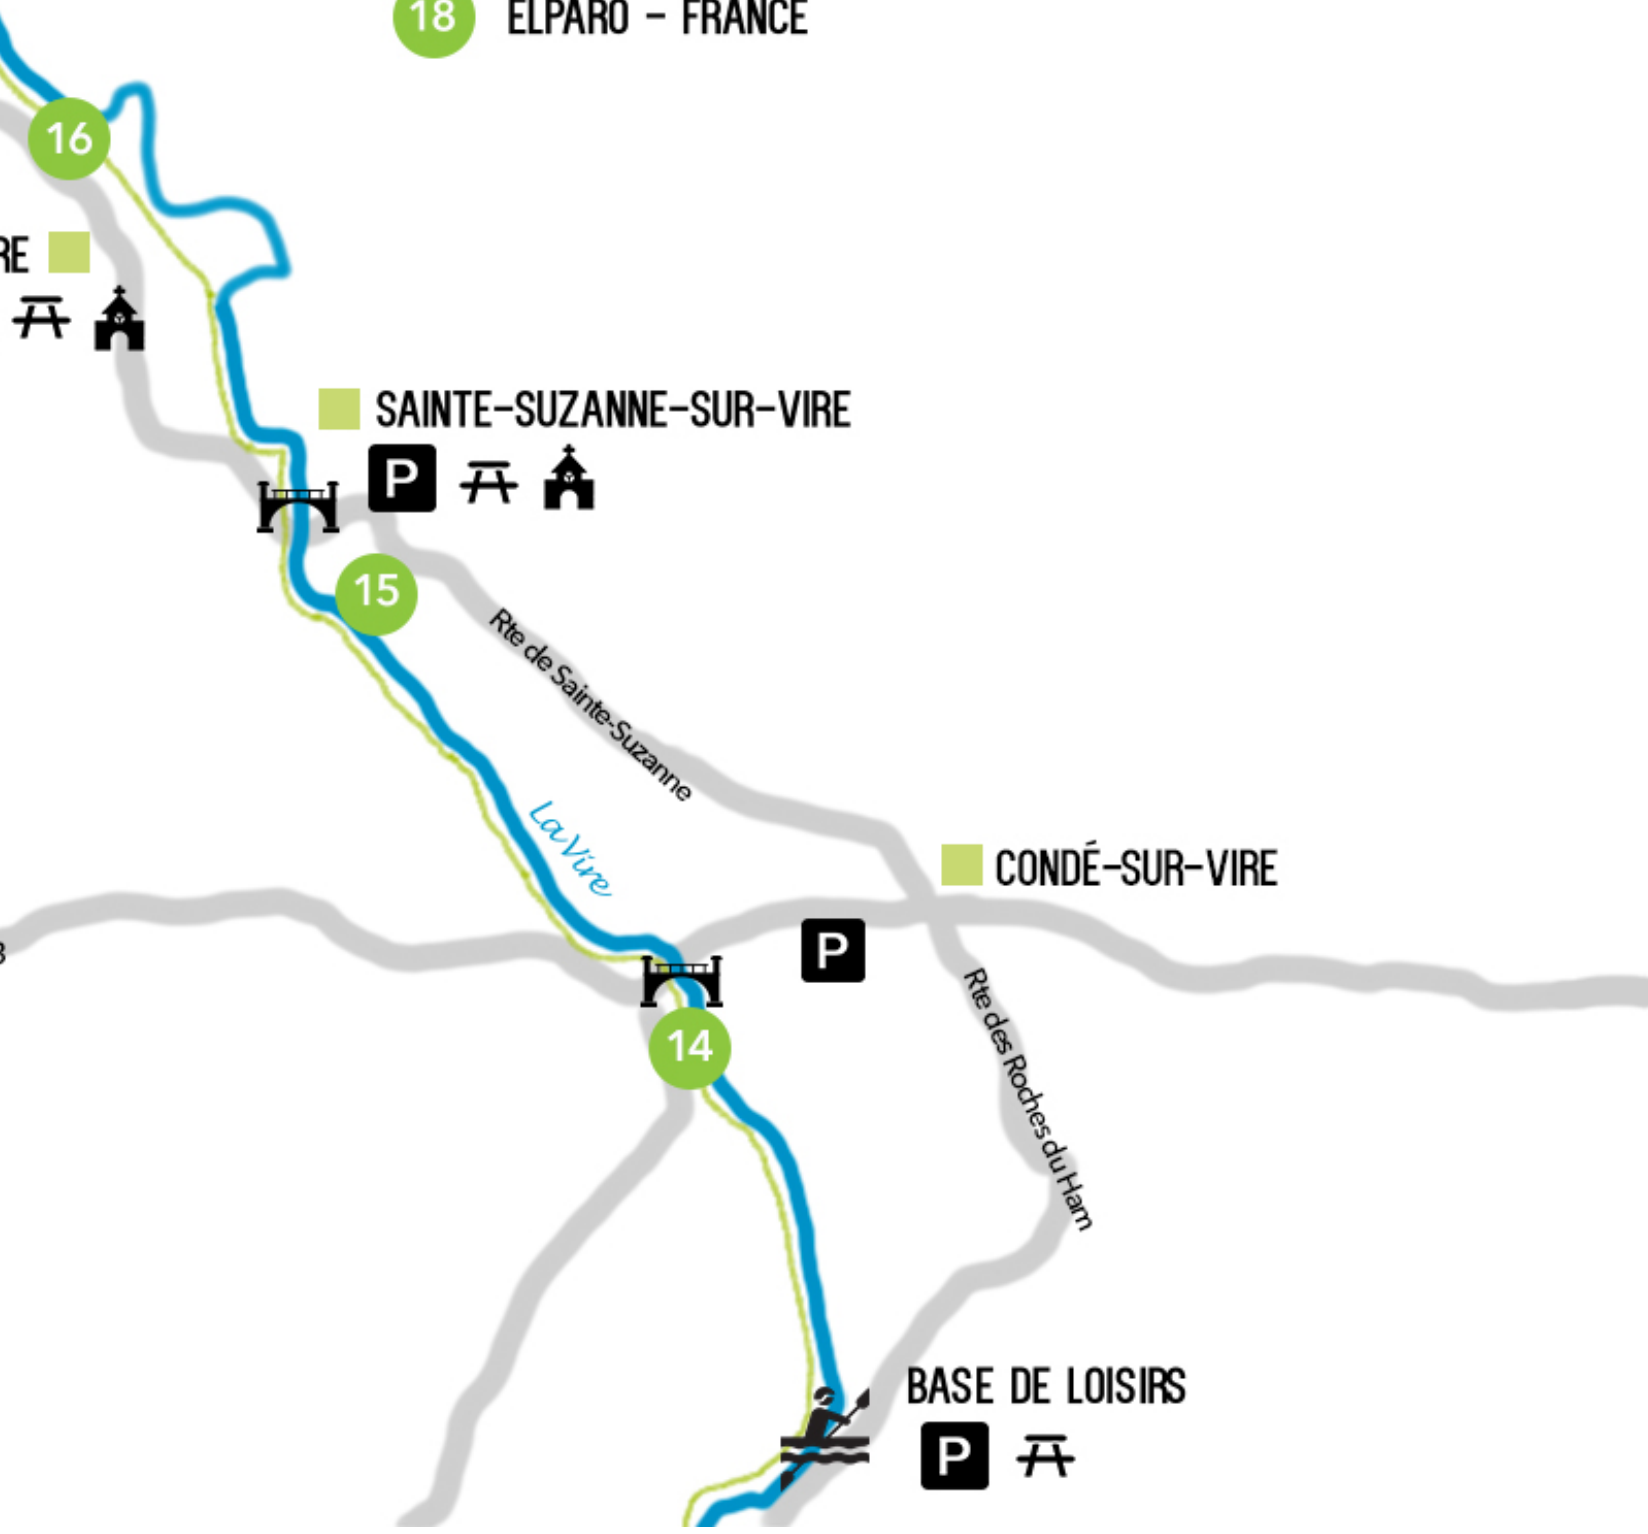 18 ELPARO - FRANCE
16
RE
SAINTE-SUZANNE-SUR-VIRE
P
15
Rte de Sainte-Suzanne
La Vire
CONDÉ-SUR-VIRE
P
14
Rte des Roches du Ham
BASE DE LOISIRS
P